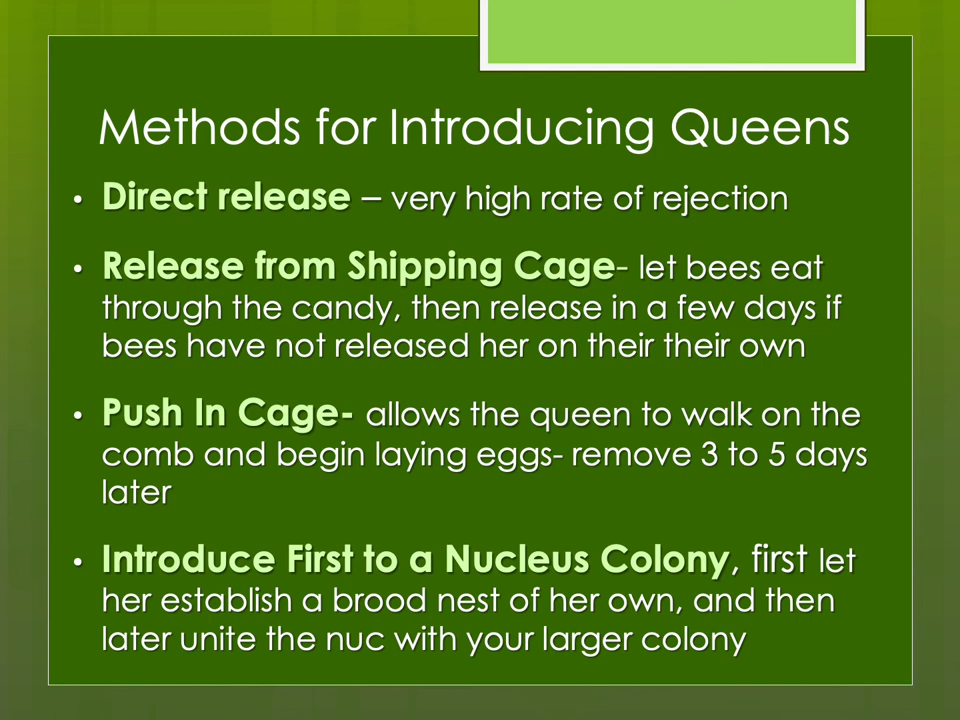 Methods for Introducing Queens
• Direct release – very high rate of rejection
• Release from Shipping Cage- let bees eat
through the candy, then release in a few days if
bees have not released her on their their own
• Push In Cage- allows the queen to walk on the
comb and begin laying eggs- remove 3 to 5 days
later
• Introduce First to a Nucleus Colony, first let
her establish a brood nest of her own, and then
later unite the nuc with your larger colony